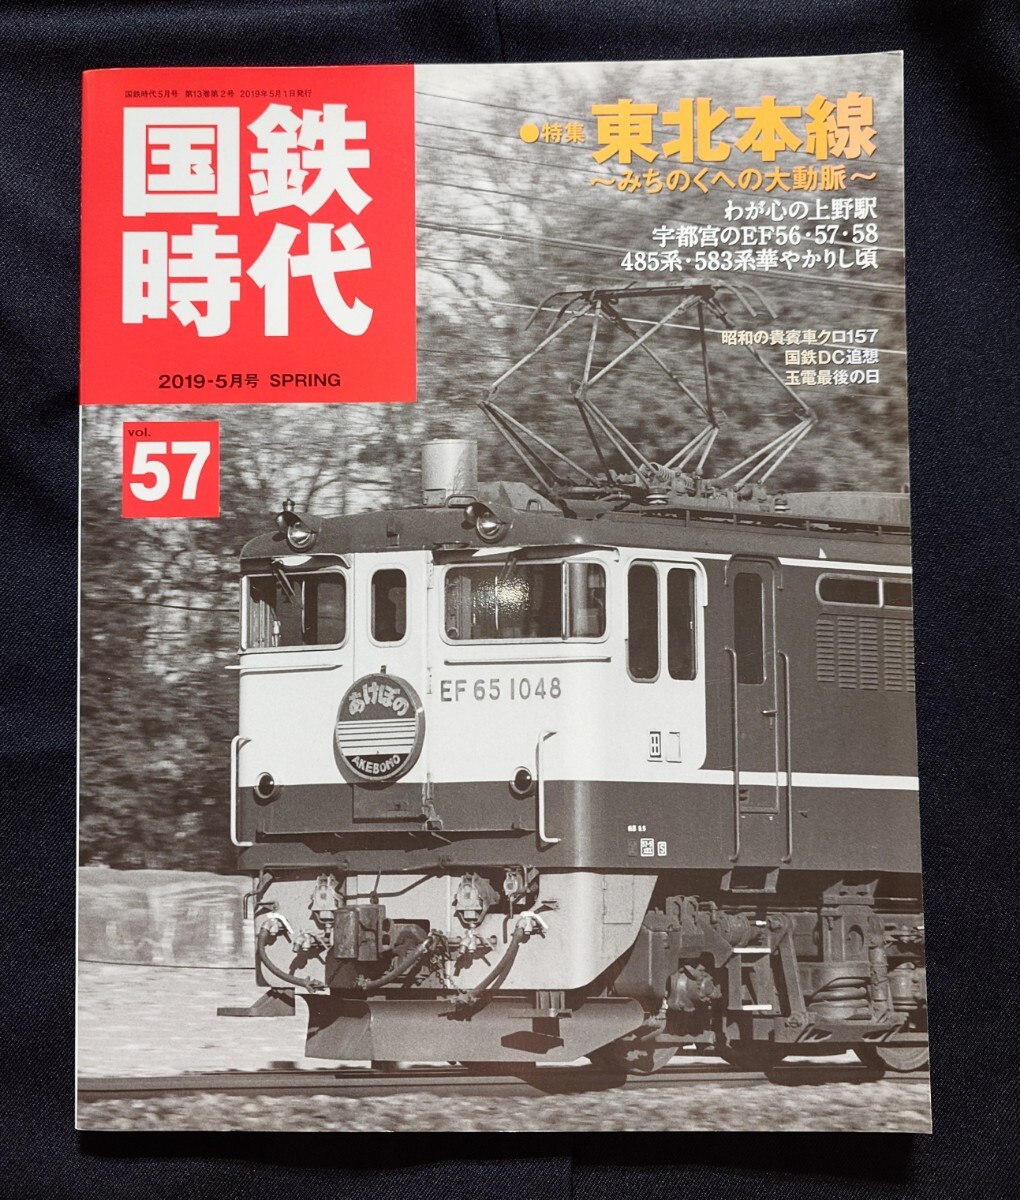 国鉄時代5月号 第13巻第2号 2019年5月1日発行
国鉄
時代
2019-5月号 SPRING
vol.
57
●特集 東北本線
～みちのくへの大動脈～
わが心の上野駅
宇都宮のEF56・57・58
485系・583系華やかりし頃
昭和の貴賓車クロ157
国鉄DC追想
玉電最後の日
あけぼの
AKEBONO
EF65 1048
S